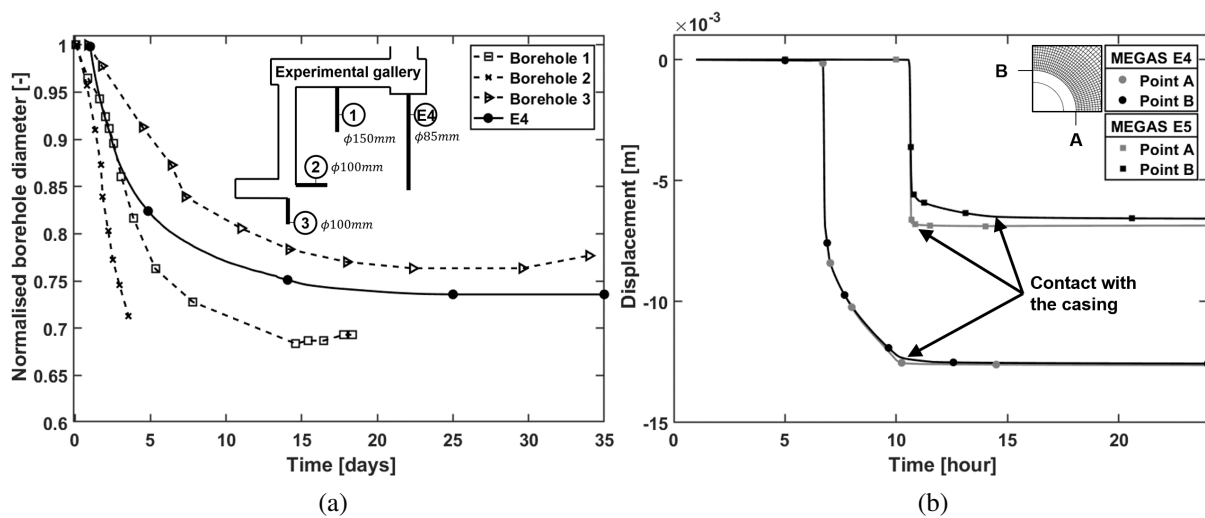 1
0.95
0.9
0.85
0.8
0.75
0.7
0.65
0.6
Normalised borehole diameter [-]
0 5 10 15 20 25 30 35
Time [days]
Experimental gallery
1
ϕ150mm
E4
ϕ85mm
2
ϕ100mm
3
ϕ100mm
Borehole 1
Borehole 2
Borehole 3
E4
(a)
×10⁻³
0
-5
-10
-15
Displacement [m]
0 5 10 15 20
Time [hour]
B
A
MEGAS E4
Point A
Point B
MEGAS E5
Point A
Point B
Contact with
the casing
(b)